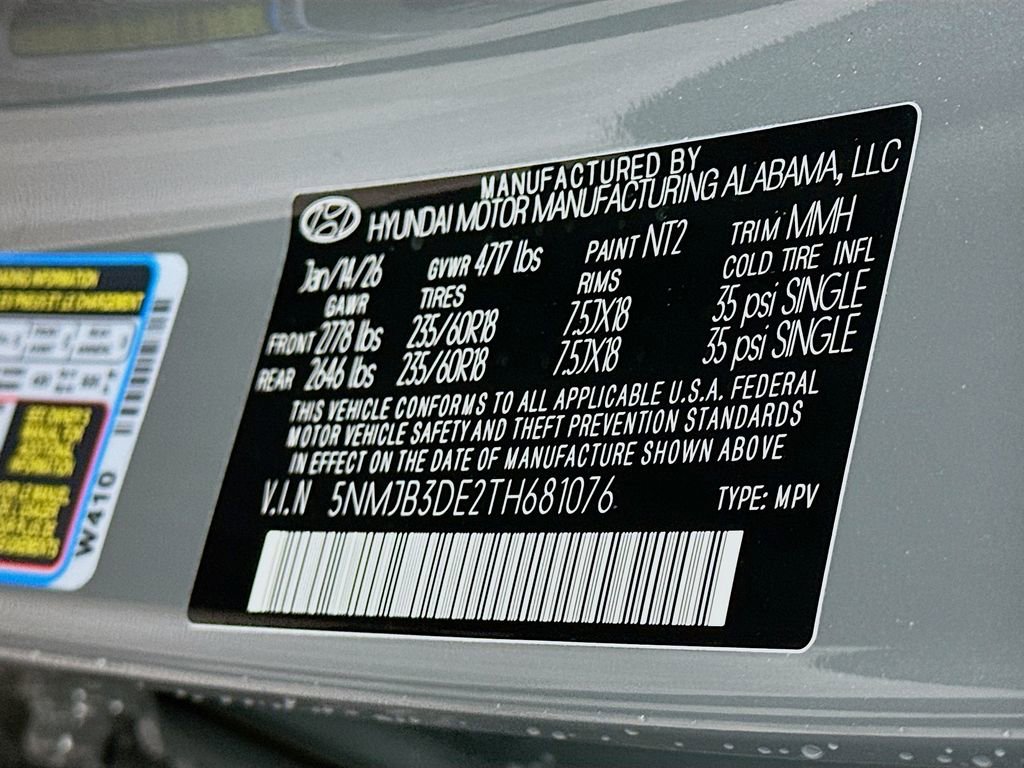 MANUFACTURED BY
HYUNDAI MOTOR MANUFACTURING ALABAMA, LLC
Jan/14/26 GVWR 4717 lbs PAINT NT2 TRIM MMH
GAWR TIRES RIMS COLD TIRE INFL
FRONT 2778 lbs 235/60R18 7.5JX18 35 psi SINGLE
REAR 2646 lbs 235/60R18 7.5JX18 35 psi SINGLE
THIS VEHICLE CONFORMS TO ALL APPLICABLE U.S.A. FEDERAL
MOTOR VEHICLE SAFETY AND THEFT PREVENTION STANDARDS
IN EFFECT ON THE DATE OF MANUFACTURE SHOWN ABOVE
V.I.N 5NMJB3DE2TH681076 TYPE: MPV
W410